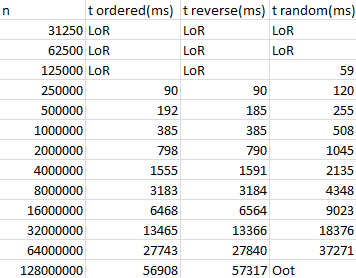 n t ordered(ms) t reverse(ms) t random(ms)
31250 LoR LoR LoR
62500 LoR LoR LoR
125000 LoR LoR 59
250000 90 90 120
500000 192 185 255
1000000 385 385 508
2000000 798 790 1045
4000000 1555 1591 2135
8000000 3183 3184 4348
16000000 6468 6564 9023
32000000 13465 13366 18376
64000000 27743 27840 37271
128000000 56908 57317 Oot